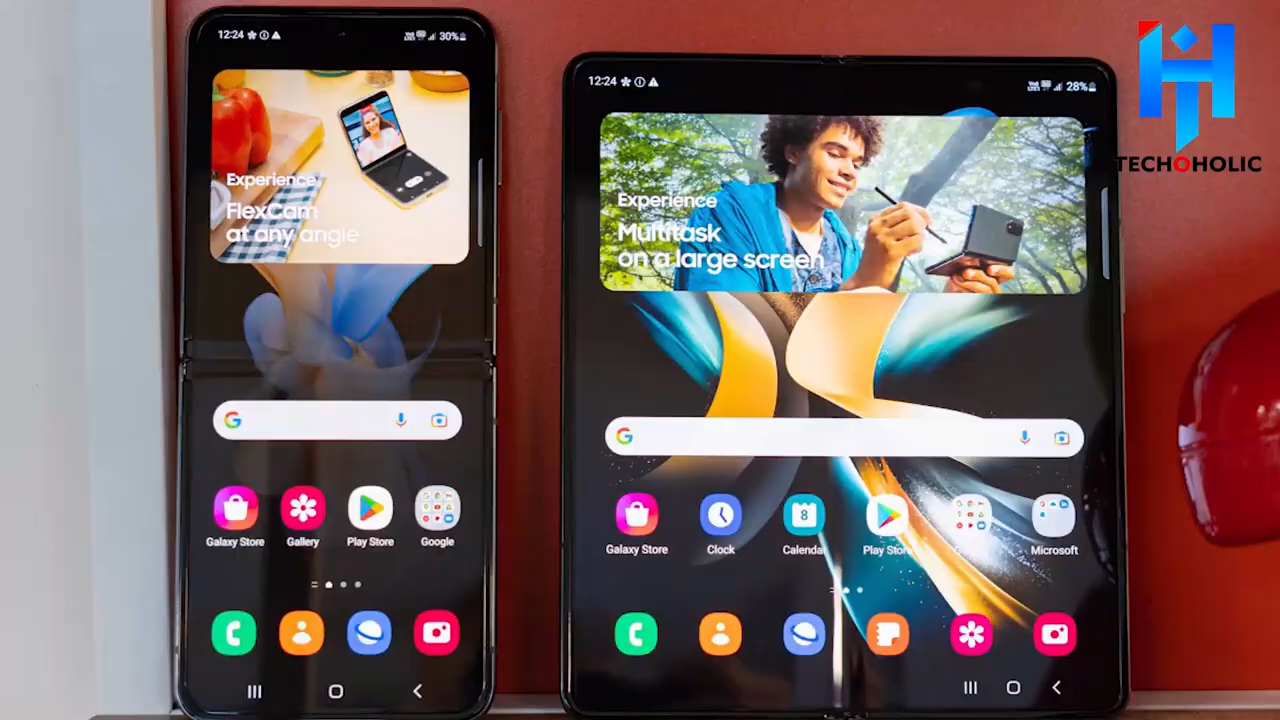 12:24
30%
Experience
FlexCam
at any angle
Galaxy Store
Gallery
Play Store
Google
12:24
28%
Experience
Multitask
on a large screen
Galaxy Store
Clock
8
Calendar
Play Store
Microsoft
TECHOHOLIC